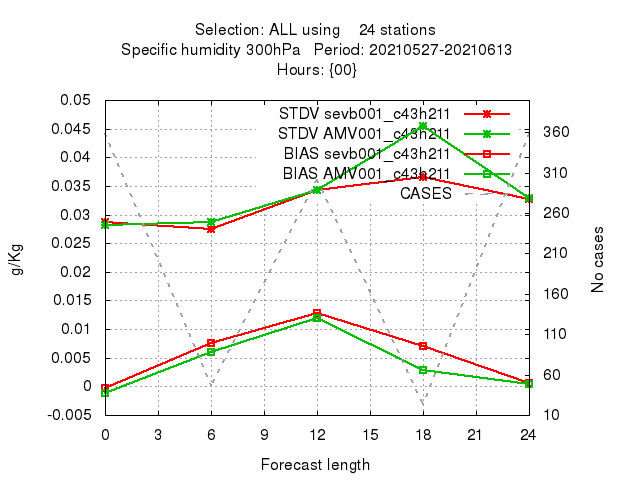 Selection: ALL using 24 stations
Specific humidity 300hPa Period: 20210527-20210613
Hours: {00}
0.05
0.045
0.04
0.035
0.03
0.025
0.02
0.015
0.01
0.005
0
-0.005
g/Kg
STDV sevb001_c43h211
STDV AMV001_c43h211
BIAS sevb001_c43h211
BIAS AMV001_c43h211
CASES
360
310
260
210
160
110
60
10
No cases
0 3 6 9 12 15 18 21 24
Forecast length